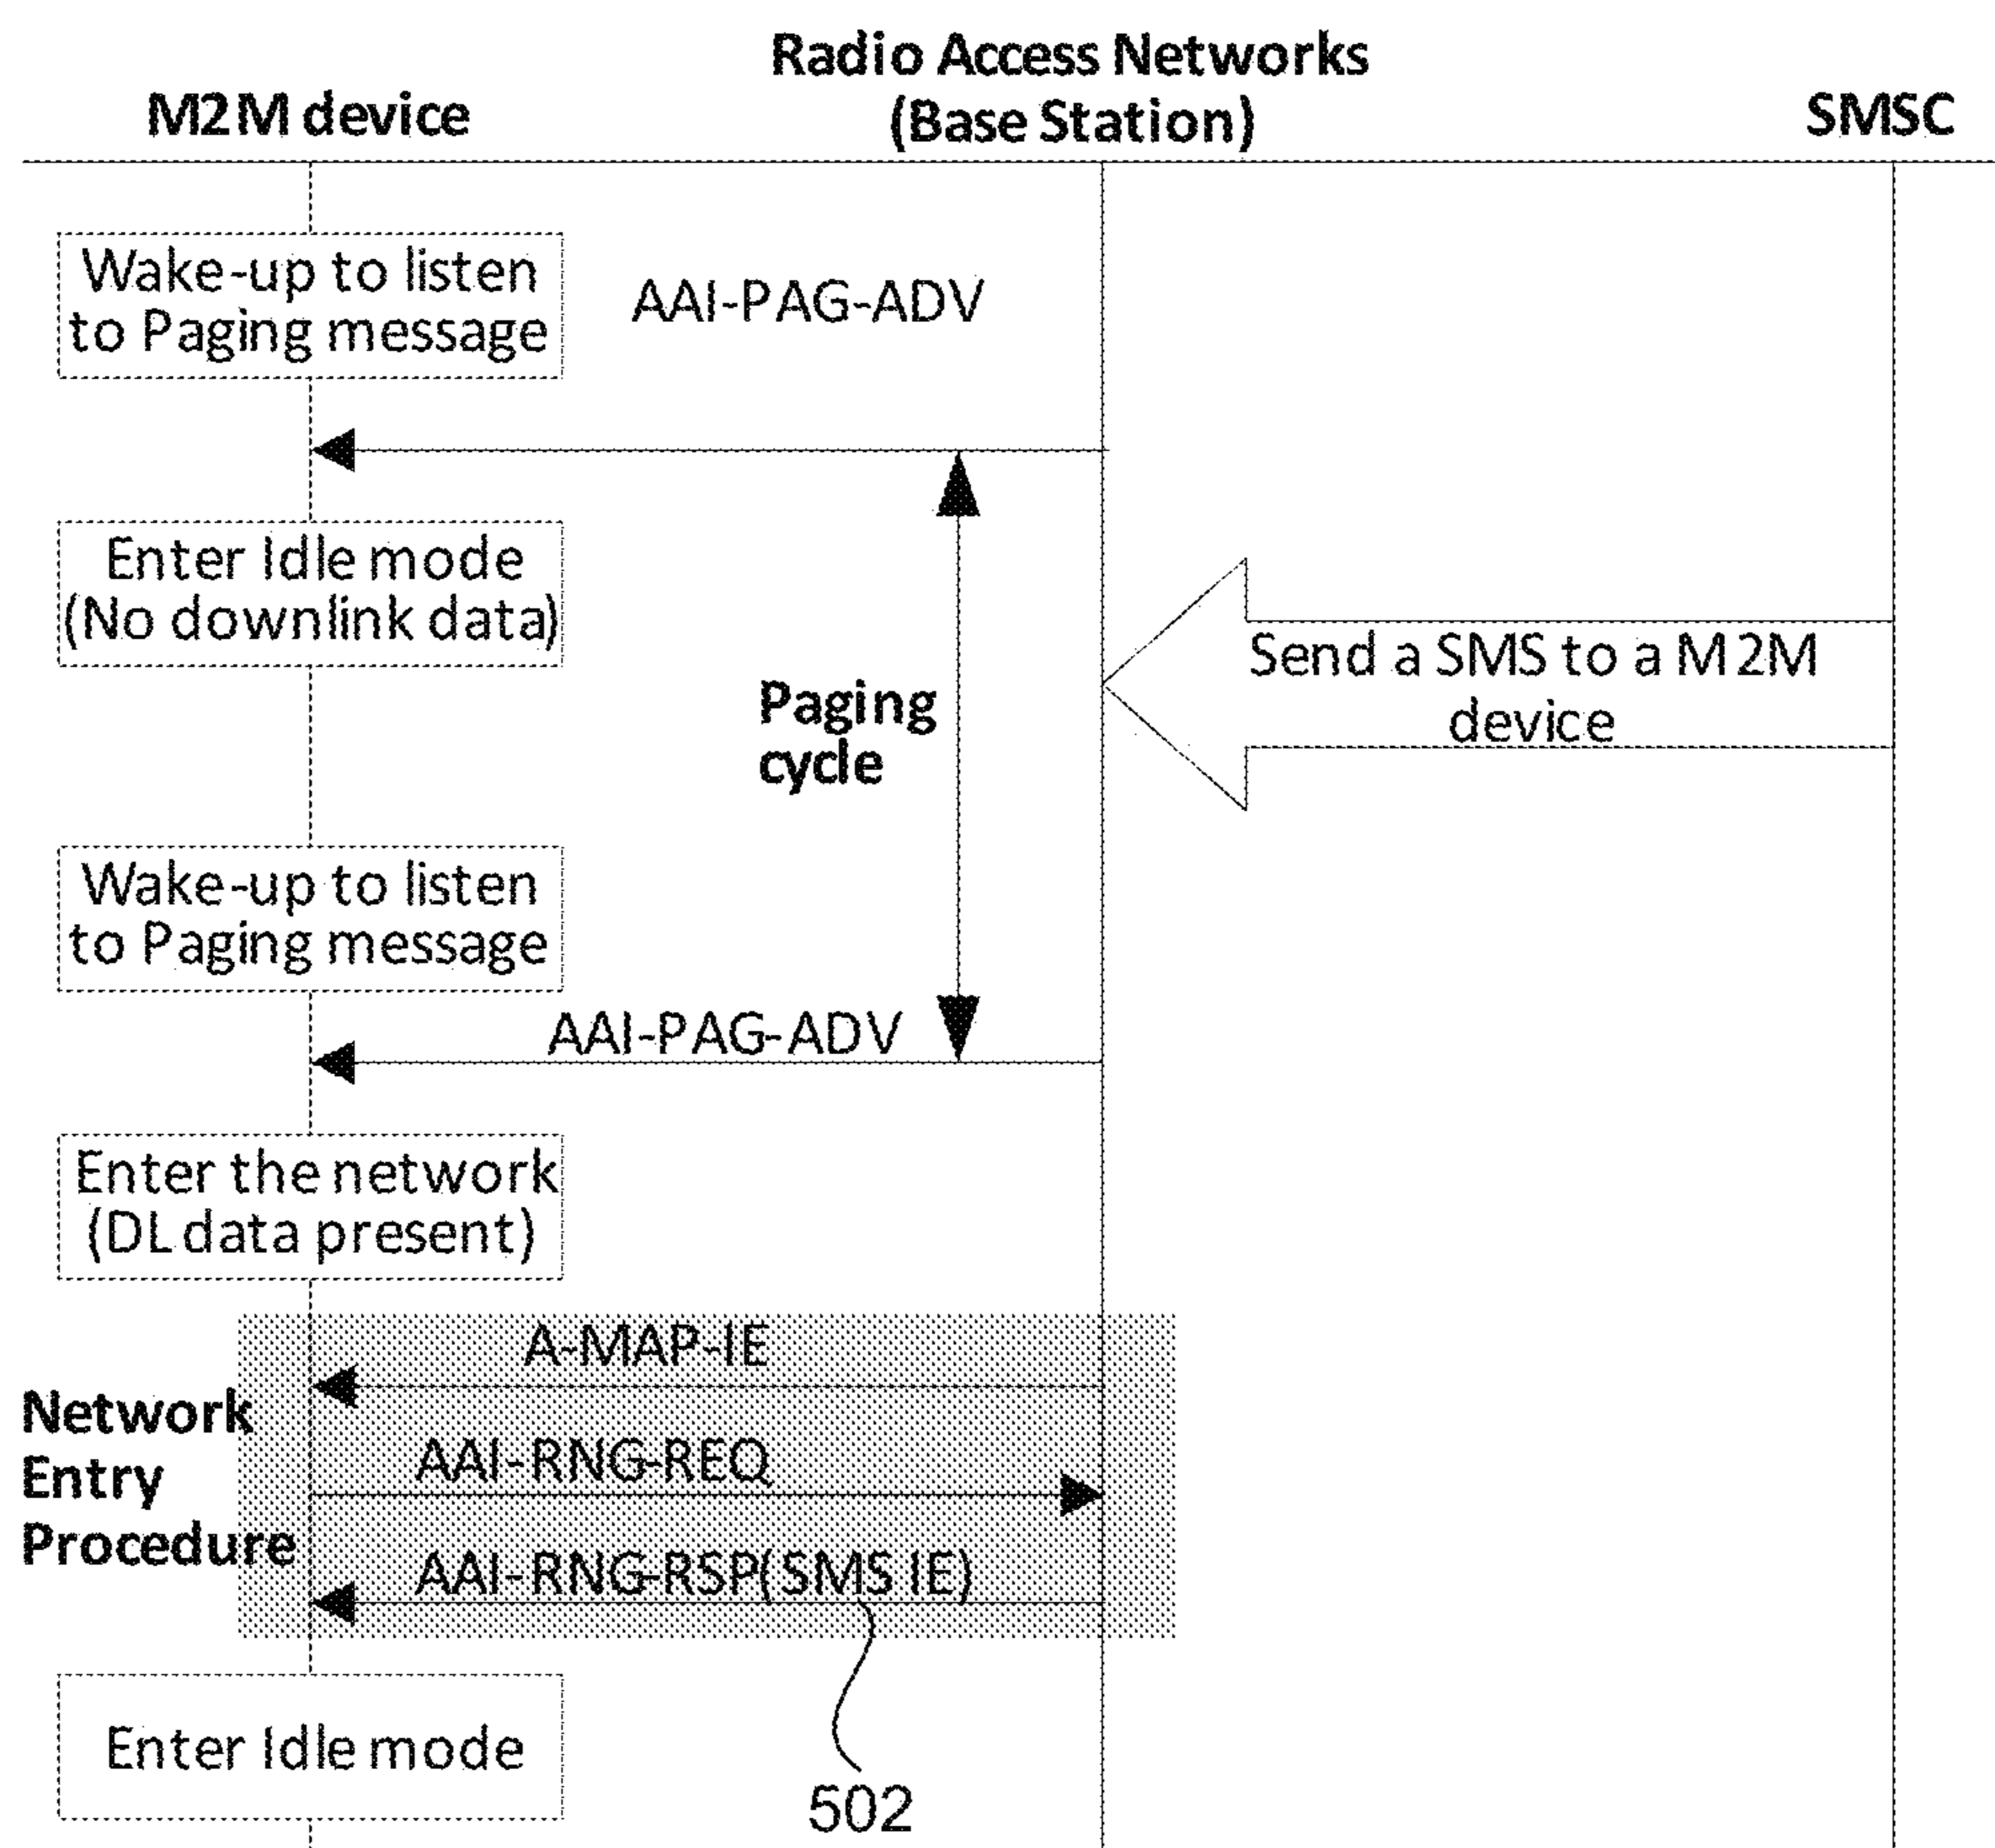 Radio Access Networks
M2M device
(Base Station)
SMSC
Wake-up to listen
to Paging message
AAI-PAG-ADV
Enter Idle mode
(No downlink data)
Send a SMS to a M2M
device
Paging
cycle
Wake-up to listen
to Paging message
AAI-PAG-ADV
Enter the network
(DL data present)
A-MAP-IE
Network
Entry
Procedure
AAI-RNG-REQ
AAI-RNG-RSP(SMS IE)
Enter Idle mode
502